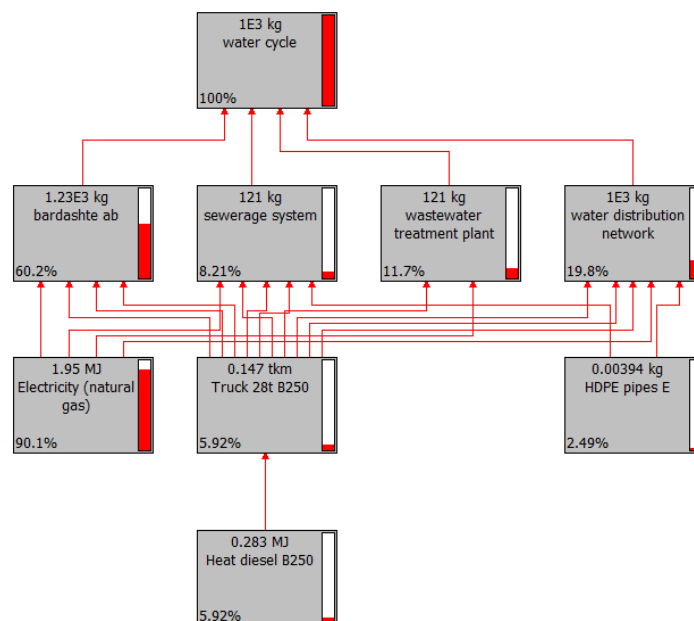 1E3 kg
water cycle
100%
1.23E3 kg
bardashte ab
60.2%
121 kg
sewerage system
8.21%
121 kg
wastewater
treatment plant
11.7%
1E3 kg
water distribution
network
19.8%
1.95 MJ
Electricity (natural
gas)
90.1%
0.147 tkm
Truck 28t B250
5.92%
0.00394 kg
HDPE pipes E
2.49%
0.283 MJ
Heat diesel B250
5.92%